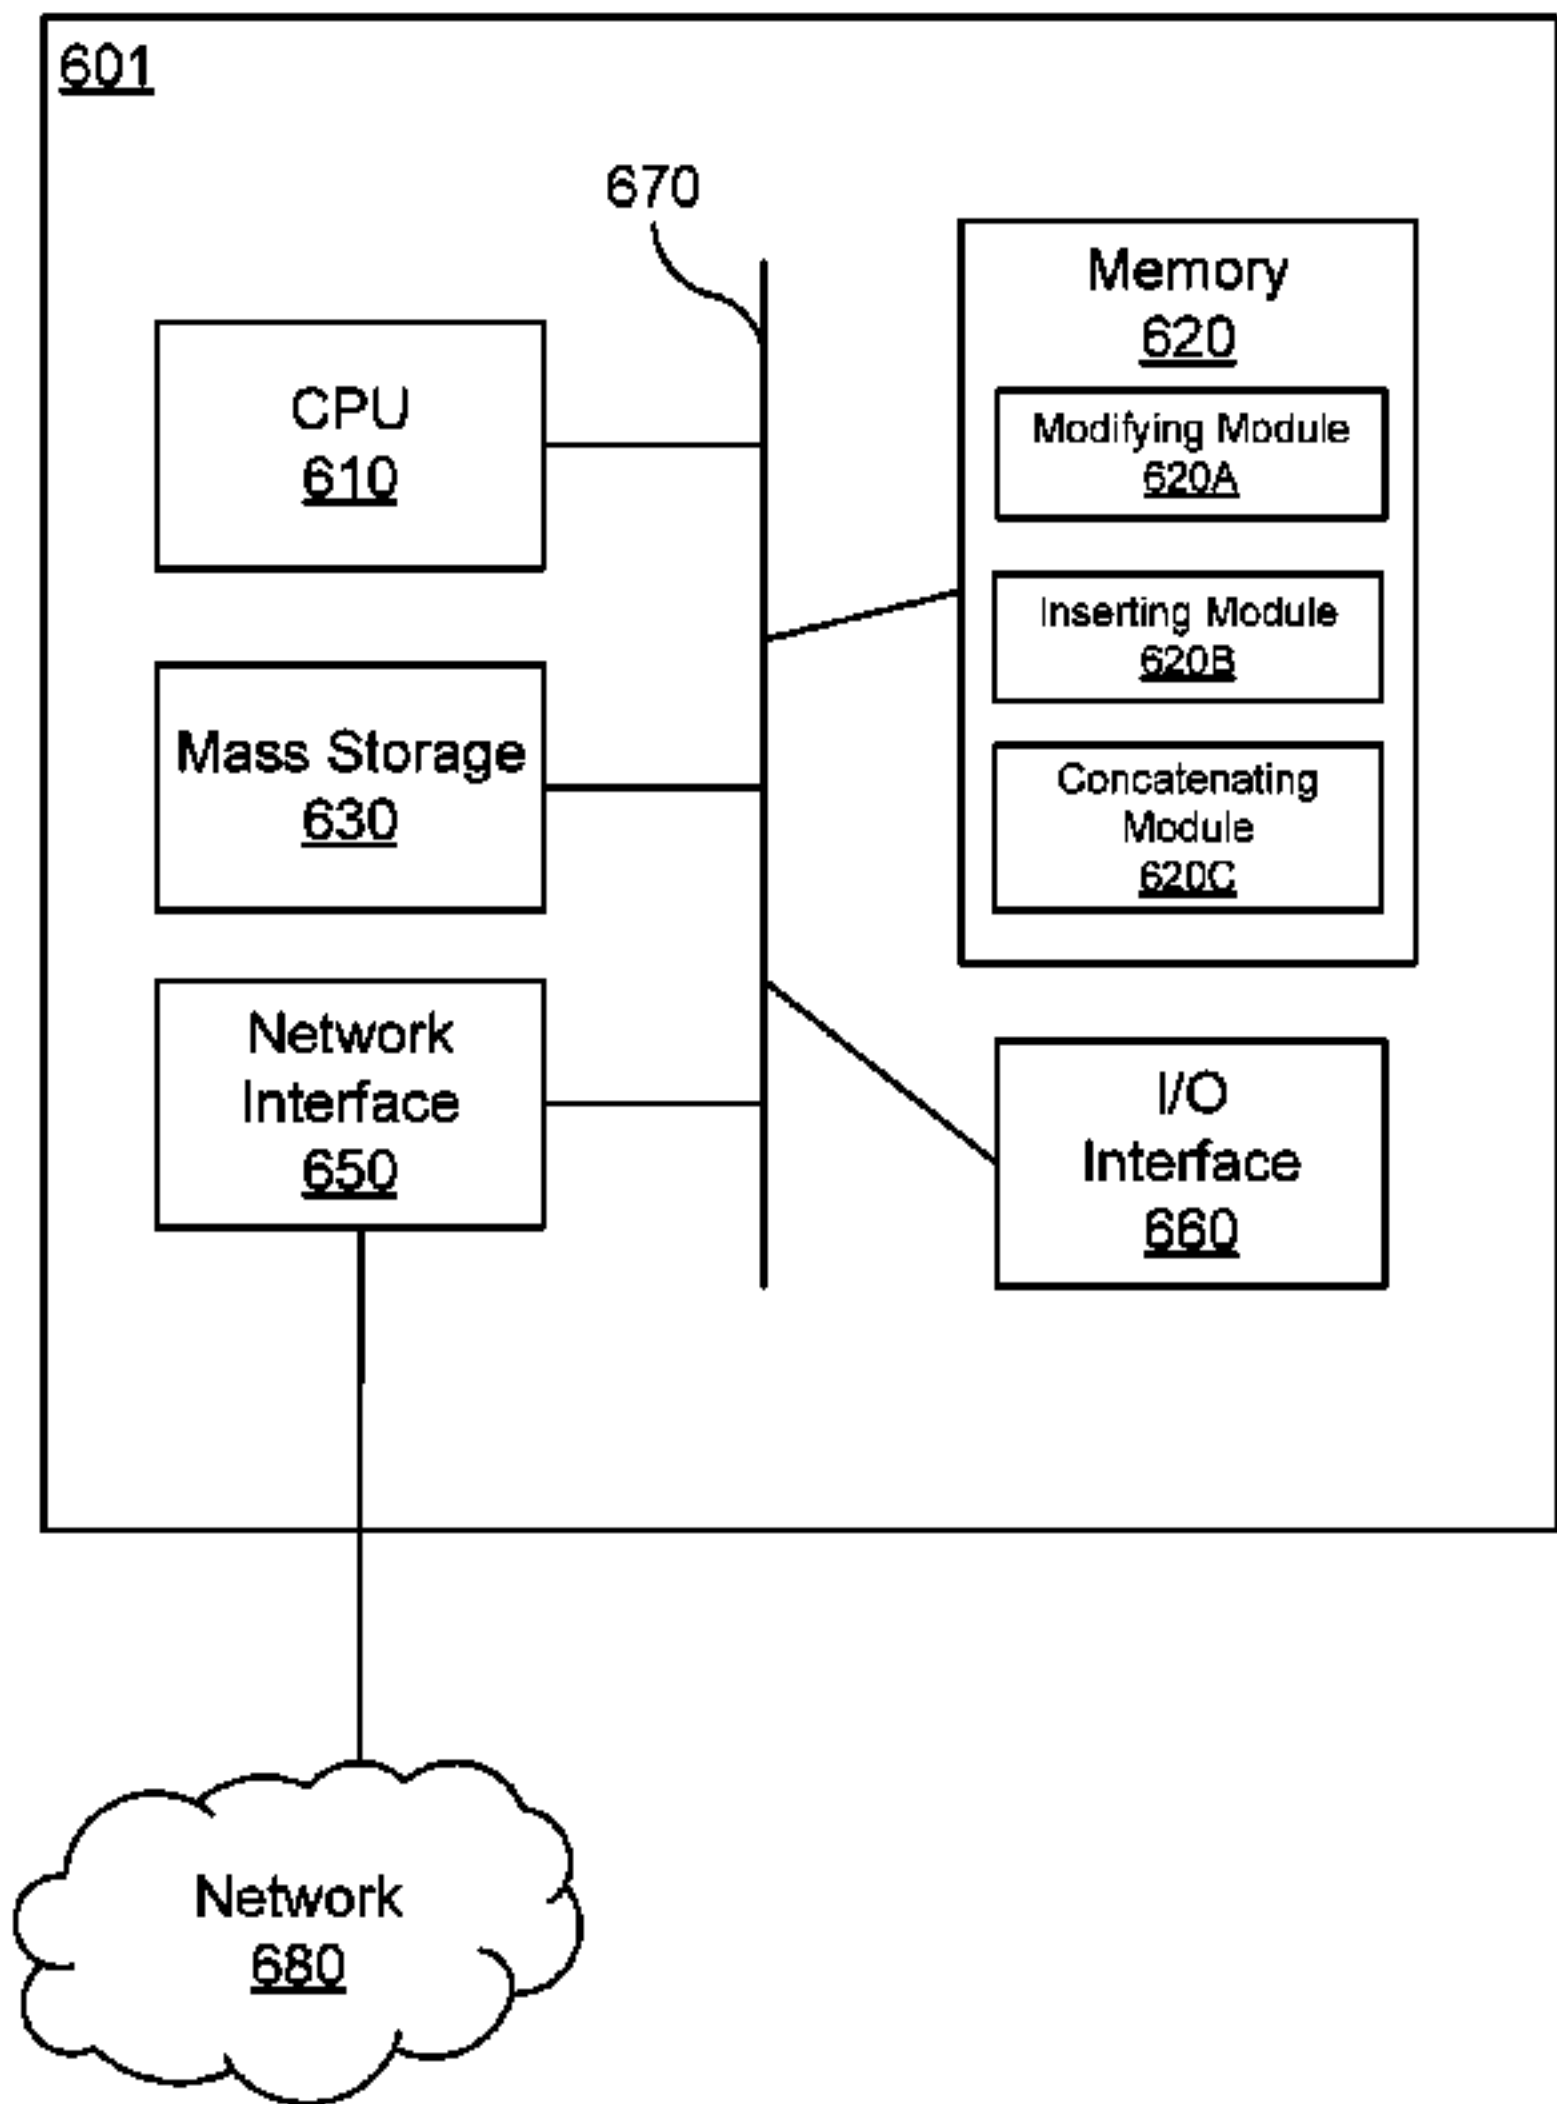 601
670
CPU
610
Mass Storage
630
Network
Interface
650
Memory
620
Modifying Module
620A
Inserting Module
620B
Concatenating
Module
620C
I/O
Interface
660
Network
680